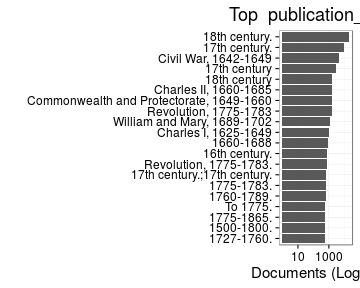 Top publication_
18th century.
17th century.
Civil War, 1642-1649
17th century
18th century
Charles II, 1660-1685
Commonwealth and Protectorate, 1649-1660
Revolution, 1775-1783
William and Mary, 1689-1702
Charles I, 1625-1649
1660-1688
16th century.
Revolution, 1775-1783.
17th century.;17th century.
1775-1783.
1760-1789.
To 1775.
1775-1865.
1500-1800.
1727-1760.
10 1000
Documents (Log